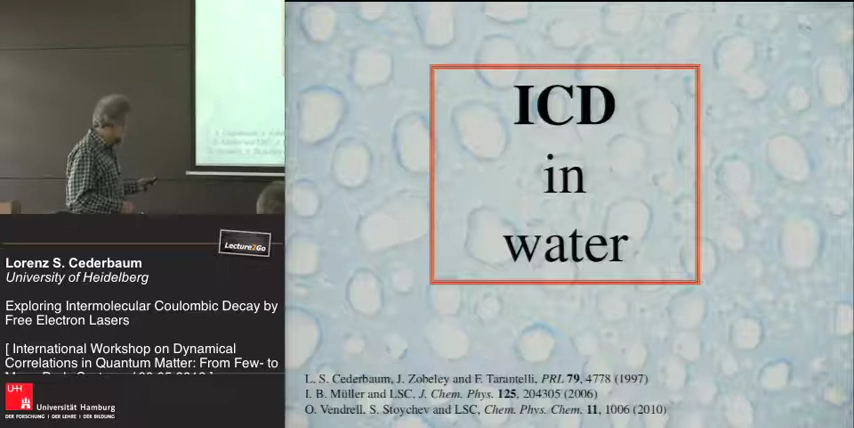 ICD
in
water
Lecture2Go
Lorenz S. Cederbaum
University of Heidelberg
Exploring Intermolecular Coulombic Decay by
Free Electron Lasers
[ International Workshop on Dynamical
Correlations in Quantum Matter: From Few- to
UH
Universität Hamburg
DER FORSCHUNG | DER LEHRE | DER BILDUNG
L. S. Cederbaum, J. Zobeley and F. Tarantelli, PRL 79, 4778 (1997)
I. B. Müller and LSC, J. Chem. Phys. 125, 204305 (2006)
O. Vendrell, S. Stoychev and LSC, Chem. Phys. Chem. 11, 1006 (2010)